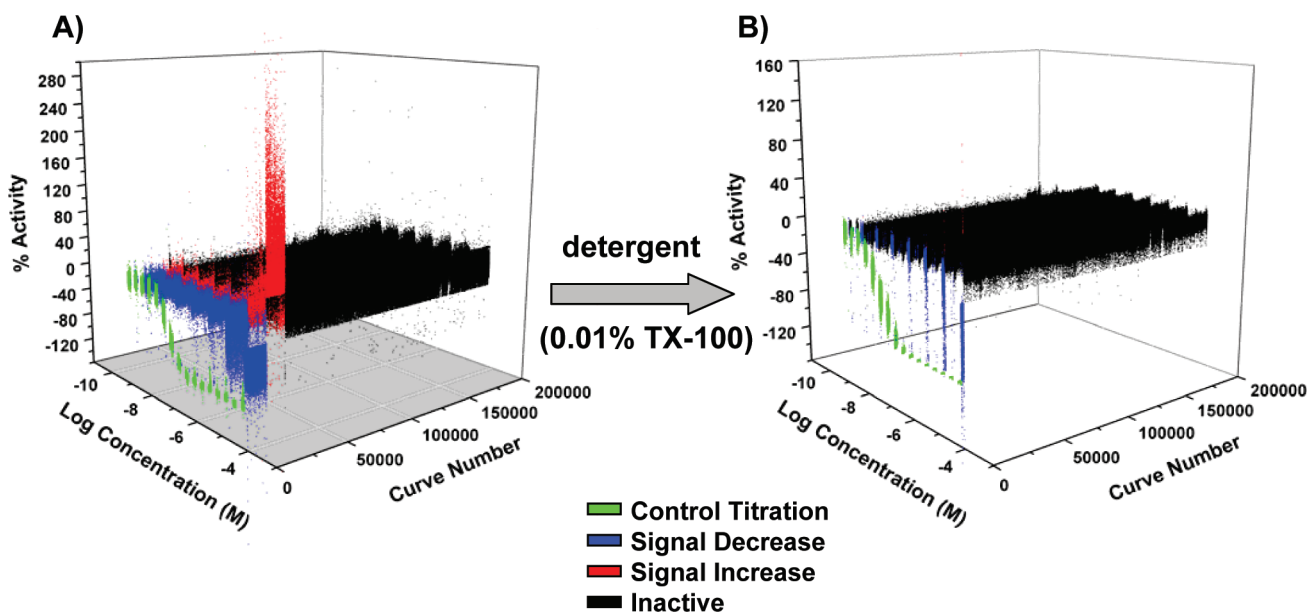 A)
280
240
200
160
120
80
40
0
-40
-80
-120
% Activity
-10
-8
-6
-4
Log Concentration (M)
0
50000
100000
150000
200000
Curve Number
detergent
(0.01% TX-100)
B)
160
120
80
40
0
-40
-80
-120
% Activity
-10
-8
-6
-4
Log Concentration (M)
0
50000
100000
150000
200000
Curve Number
Control Titration
Signal Decrease
Signal Increase
Inactive